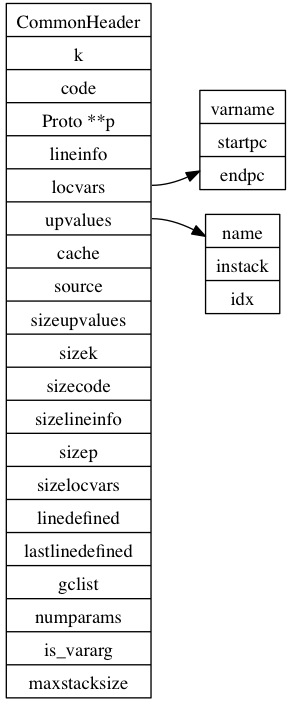 CommonHeader
k
code
Proto **p
lineinfo
locvars
upvalues
cache
source
sizeupvalues
sizek
sizecode
sizelineinfo
sizep
sizelocvars
linedefined
lastlinedefined
gclist
numparams
is_vararg
maxstacksize
varname
startpc
endpc
name
instack
idx